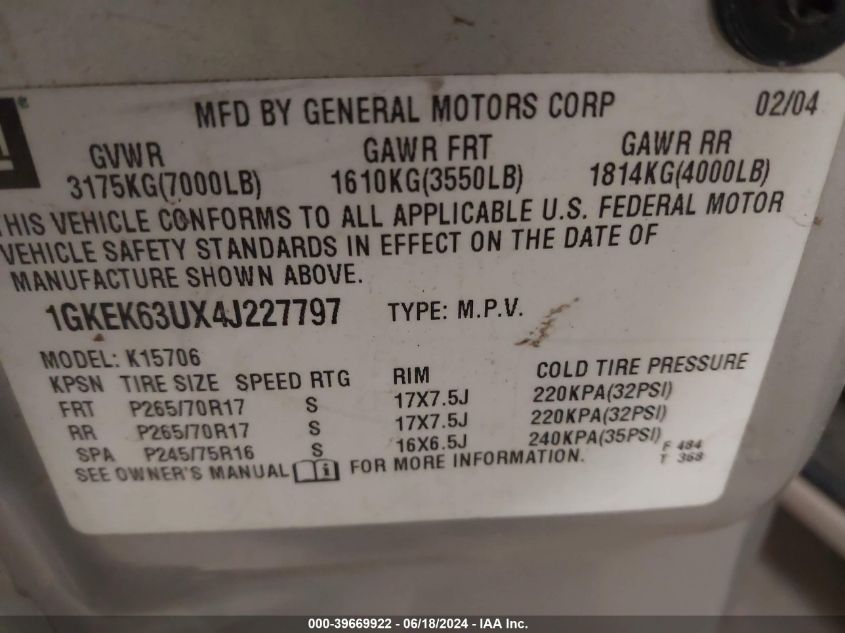 MFD BY GENERAL MOTORS CORP 02/04
GVWR GAWR FRT GAWR RR
3175KG(7000LB) 1610KG(3550LB) 1814KG(4000LB)
THIS VEHICLE CONFORMS TO ALL APPLICABLE U.S. FEDERAL MOTOR
VEHICLE SAFETY STANDARDS IN EFFECT ON THE DATE OF
MANUFACTURE SHOWN ABOVE.
1GKEK63UX4J227797 TYPE: M.P.V.
MODEL: K15706
KPSN TIRE SIZE SPEED RTG RIM COLD TIRE PRESSURE
FRT P265/70R17 S 17X7.5J 220KPA(32PSI)
RR P265/70R17 S 17X7.5J 220KPA(32PSI)
SPA P245/75R16 S 16X6.5J 240KPA(35PSI)
SEE OWNER'S MANUAL FOR MORE INFORMATION.
F 484
T 368
000-39669922 - 06/18/2024 - IAA Inc.